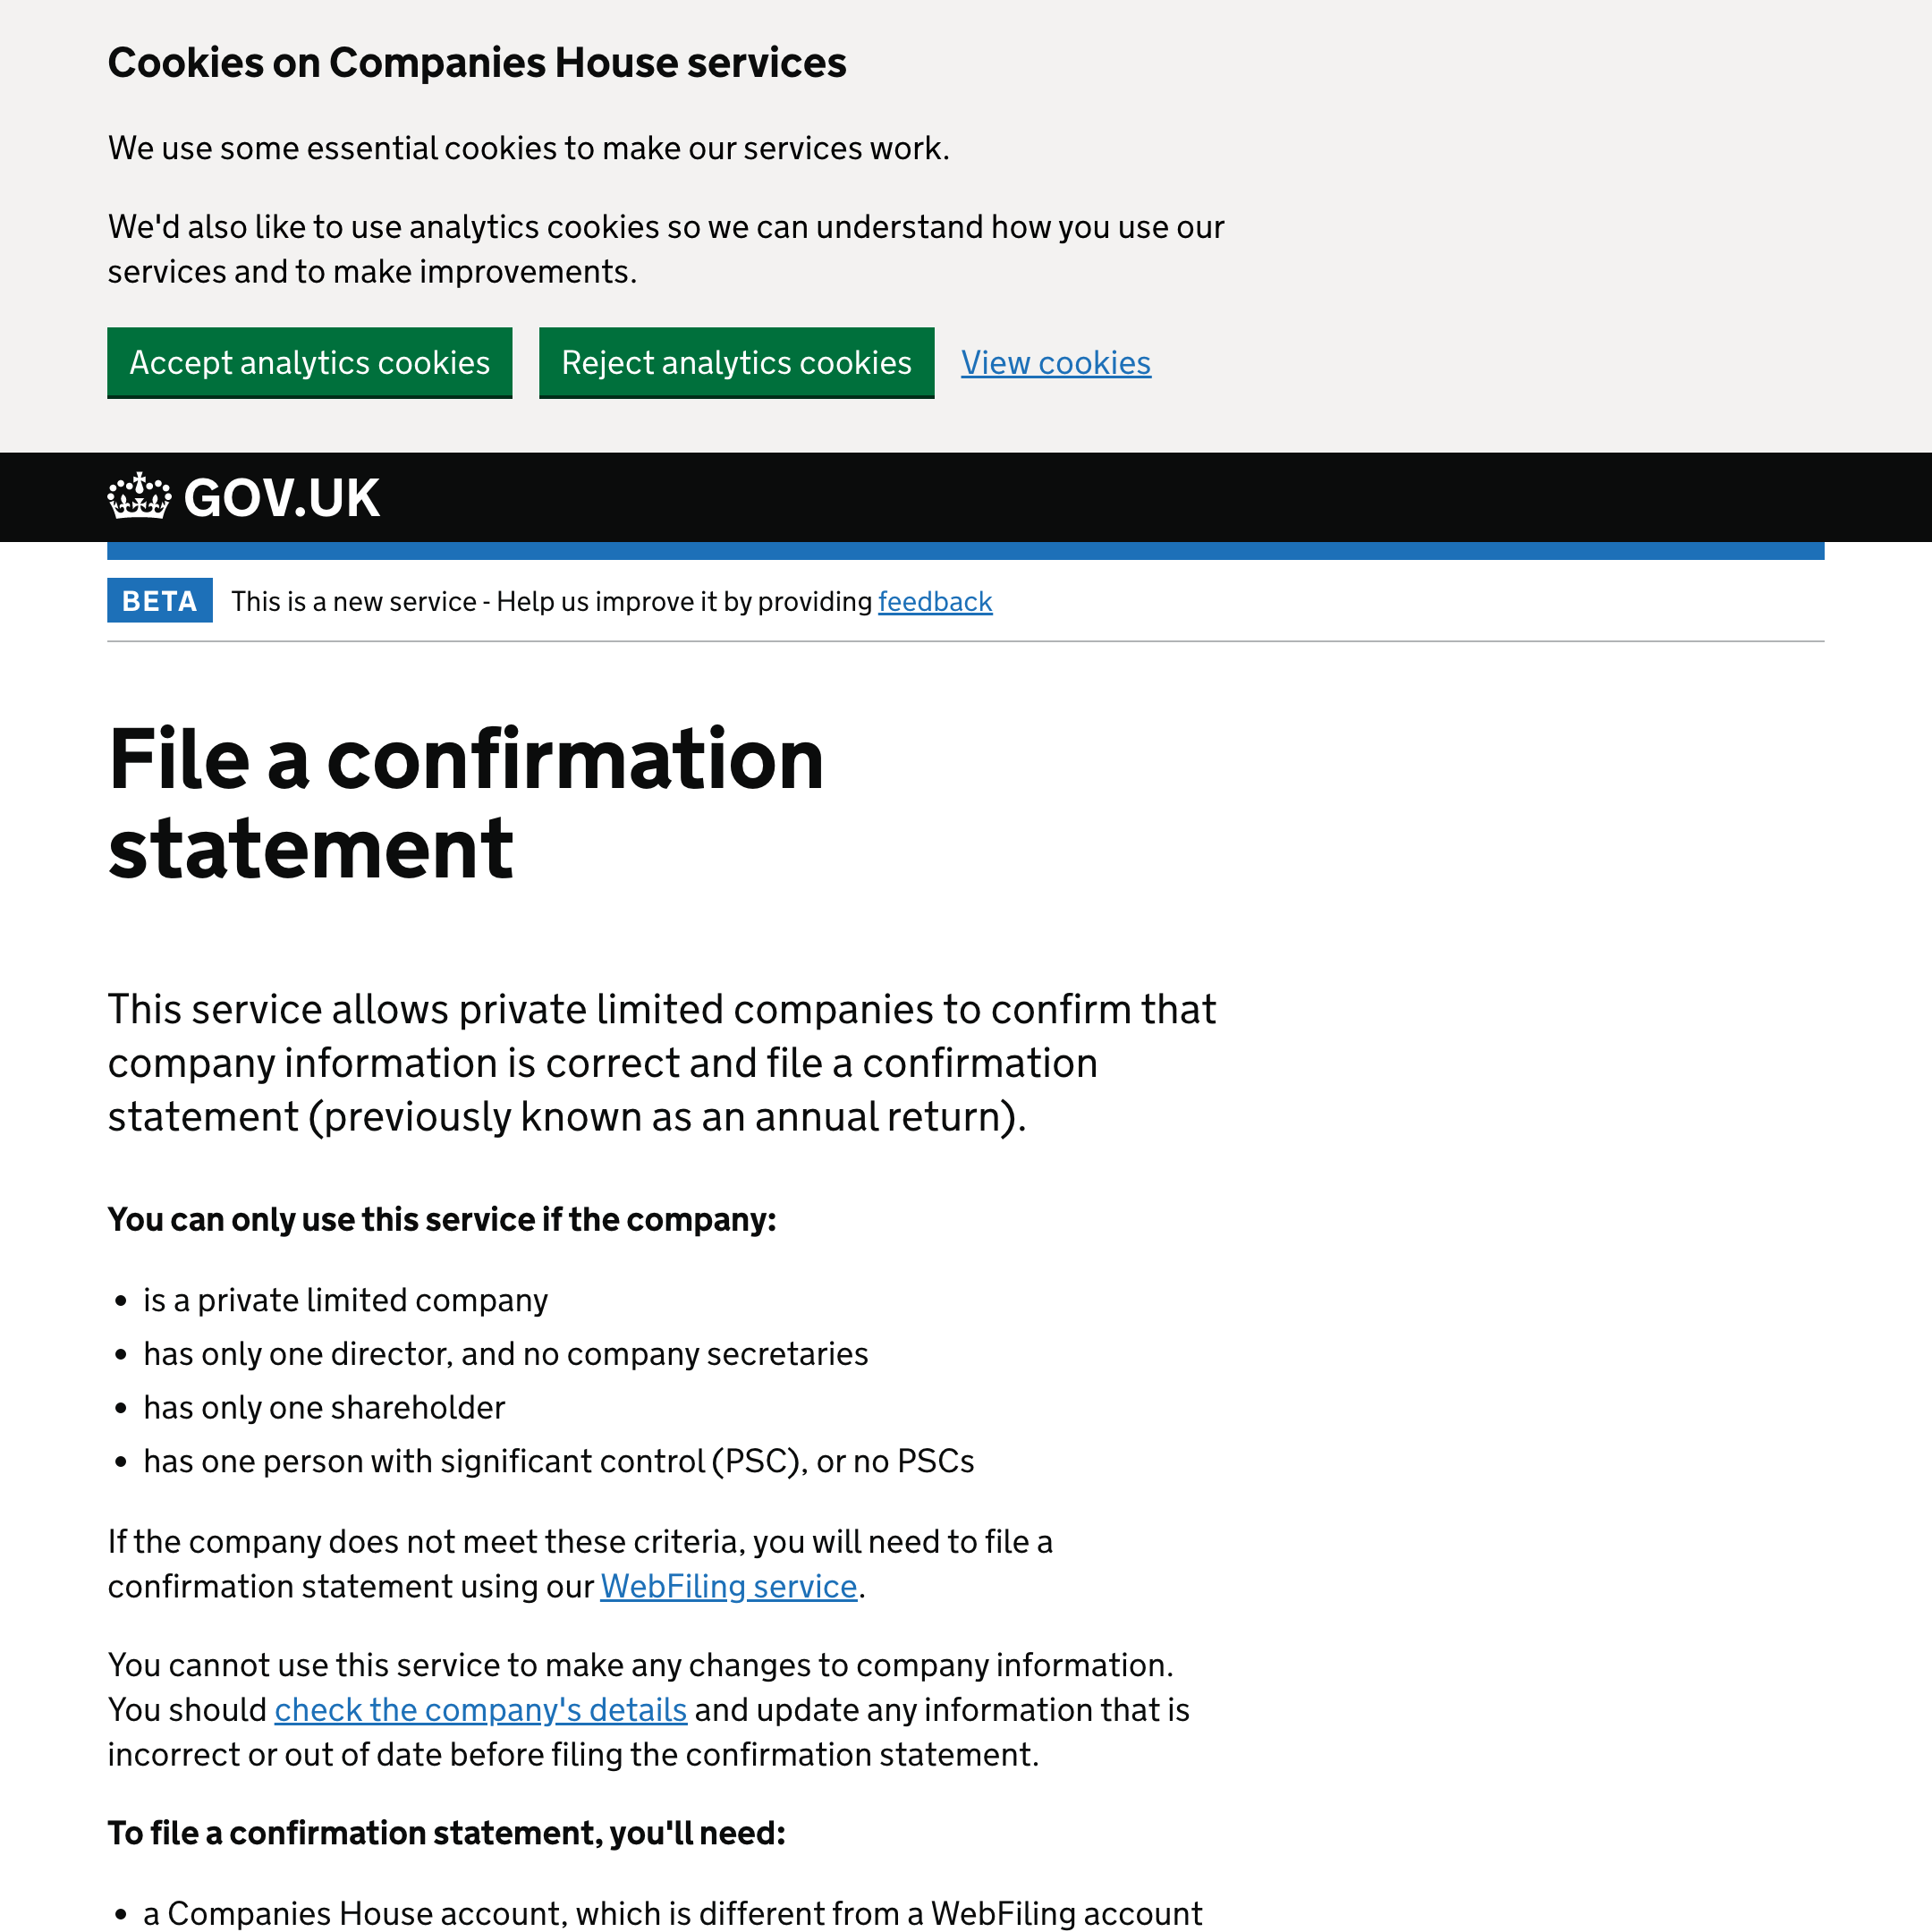 Cookies on Companies House services
We use some essential cookies to make our services work.
We'd also like to use analytics cookies so we can understand how you use our
services and to make improvements.
Accept analytics cookies
Reject analytics cookies
View cookies
GOV.UK
BETA
This is a new service - Help us improve it by providing feedback
File a confirmation
statement
This service allows private limited companies to confirm that
company information is correct and file a confirmation
statement (previously known as an annual return).
You can only use this service if the company:
• is a private limited company
• has only one director, and no company secretaries
• has only one shareholder
• has one person with significant control (PSC), or no PSCs
If the company does not meet these criteria, you will need to file a
confirmation statement using our WebFiling service.
You cannot use this service to make any changes to company information.
You should check the company's details and update any information that is
incorrect or out of date before filing the confirmation statement.
To file a confirmation statement, you'll need:
• a Companies House account, which is different from a WebFiling account